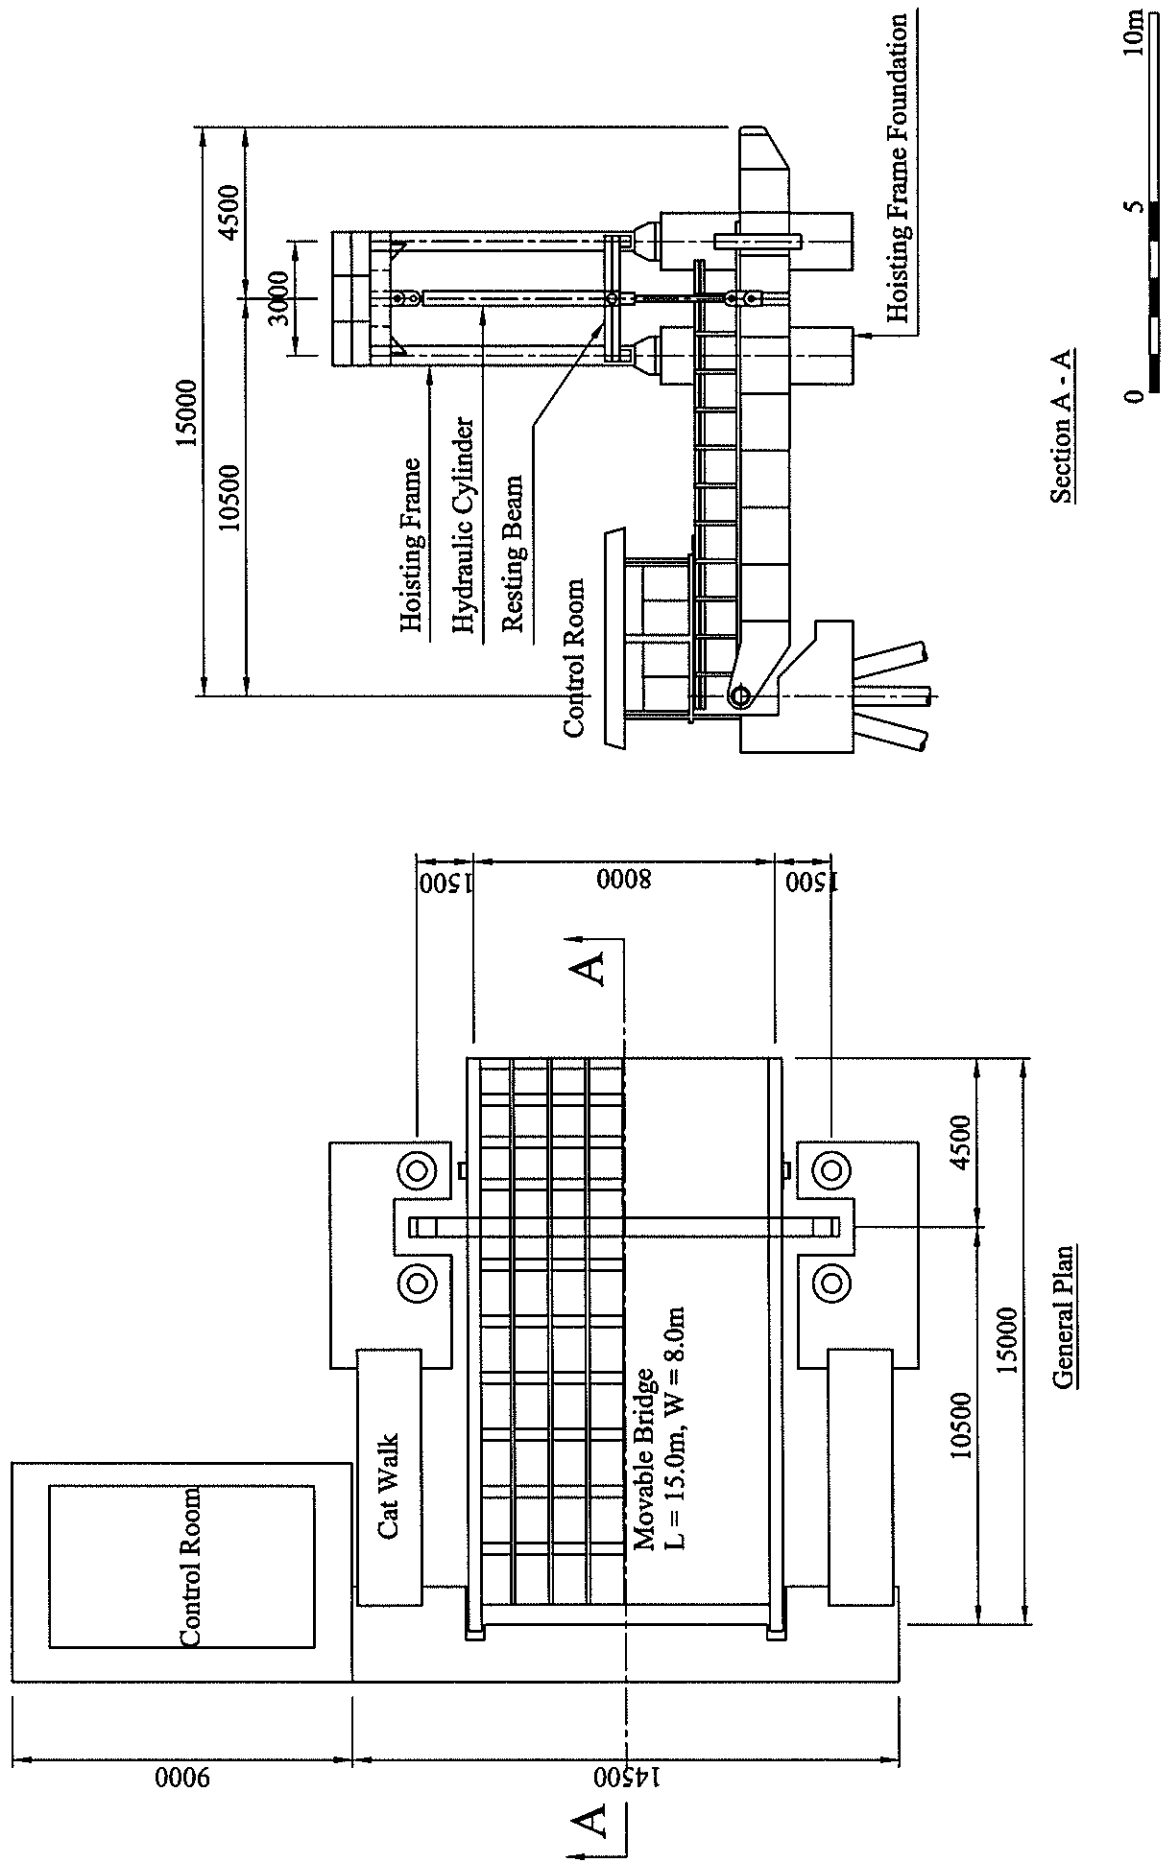 15000
10500
4500
3000
Hoisting Frame
Hydraulic Cylinder
Resting Beam
Control Room
Hoisting Frame Foundation
Section A - A
0
5
10m
9000
14500
Control Room
Cat Walk
Movable Bridge
L = 15.0m, W = 8.0m
A
A
1500
8000
1500
10500
4500
15000
General Plan